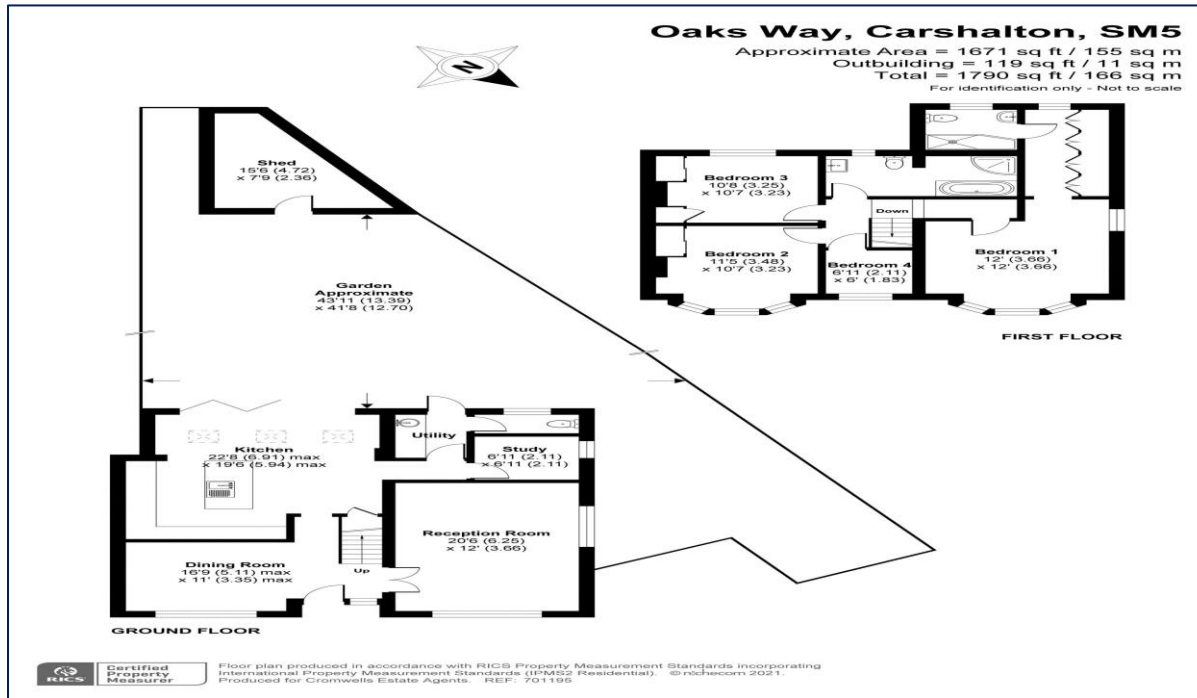 Oaks Way, Carshalton, SM5
Approximate Area = 1671 sq ft / 155 sq m
Outbuilding = 119 sq ft / 11 sq m
Total = 1790 sq ft / 166 sq m
For identification only - Not to scale
N
Shed
15'6 (4.72)
x 7'9 (2.36)
Garden
Approximate
43'11 (13.39)
x 41'8 (12.70)
Bedroom 3
10'8 (3.25)
x 10'7 (3.23)
Down
Bedroom 2
11'5 (3.48)
x 10'7 (3.23)
Bedroom 4
6'11 (2.11)
x 6' (1.83)
Bedroom 1
12' (3.66)
x 12' (3.66)
FIRST FLOOR
Kitchen
22'8 (6.91) max
x 19'6 (5.94) max
Utility
Study
6'11 (2.11)
x 6'11 (2.11)
Reception Room
20'6 (6.25)
x 12' (3.66)
Dining Room
16'9 (5.11) max
x 11' (3.35) max
Up
GROUND FLOOR
RICS
Certified
Property
Measurer
Floor plan produced in accordance with RICS Property Measurement Standards incorporating
International Property Measurement Standards (IPMS2 Residential). © nichecom 2021.
Produced for Cromwells Estate Agents. REF: 701195